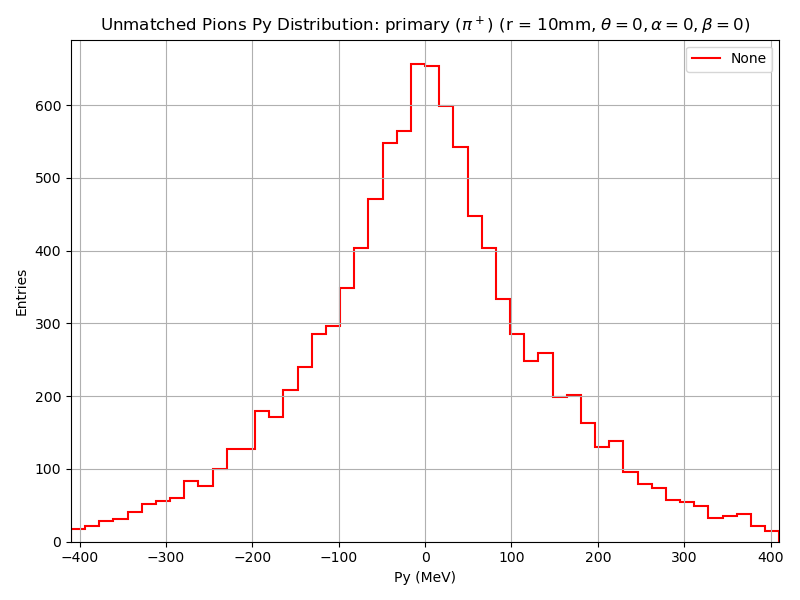 Unmatched Pions Py Distribution: primary (π⁺) (r = 10mm, θ = 0, α = 0, β = 0)
None
Entries
600
500
400
300
200
100
0
−400 −300 −200 −100 0 100 200 300 400
Py (MeV)